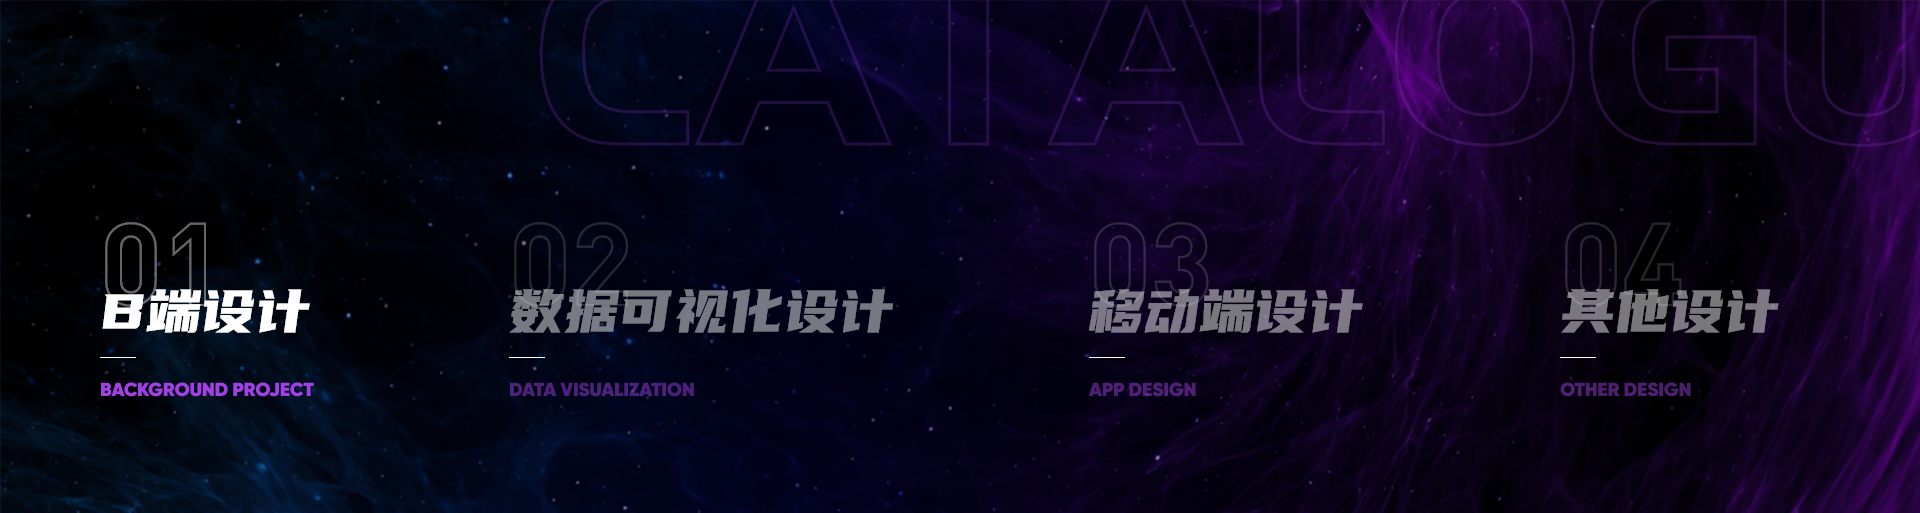 CATALOGU
01
B端设计
BACKGROUND PROJECT
02
数据可视化设计
DATA VISUALIZATION
03
移动端设计
APP DESIGN
04
其他设计
OTHER DESIGN